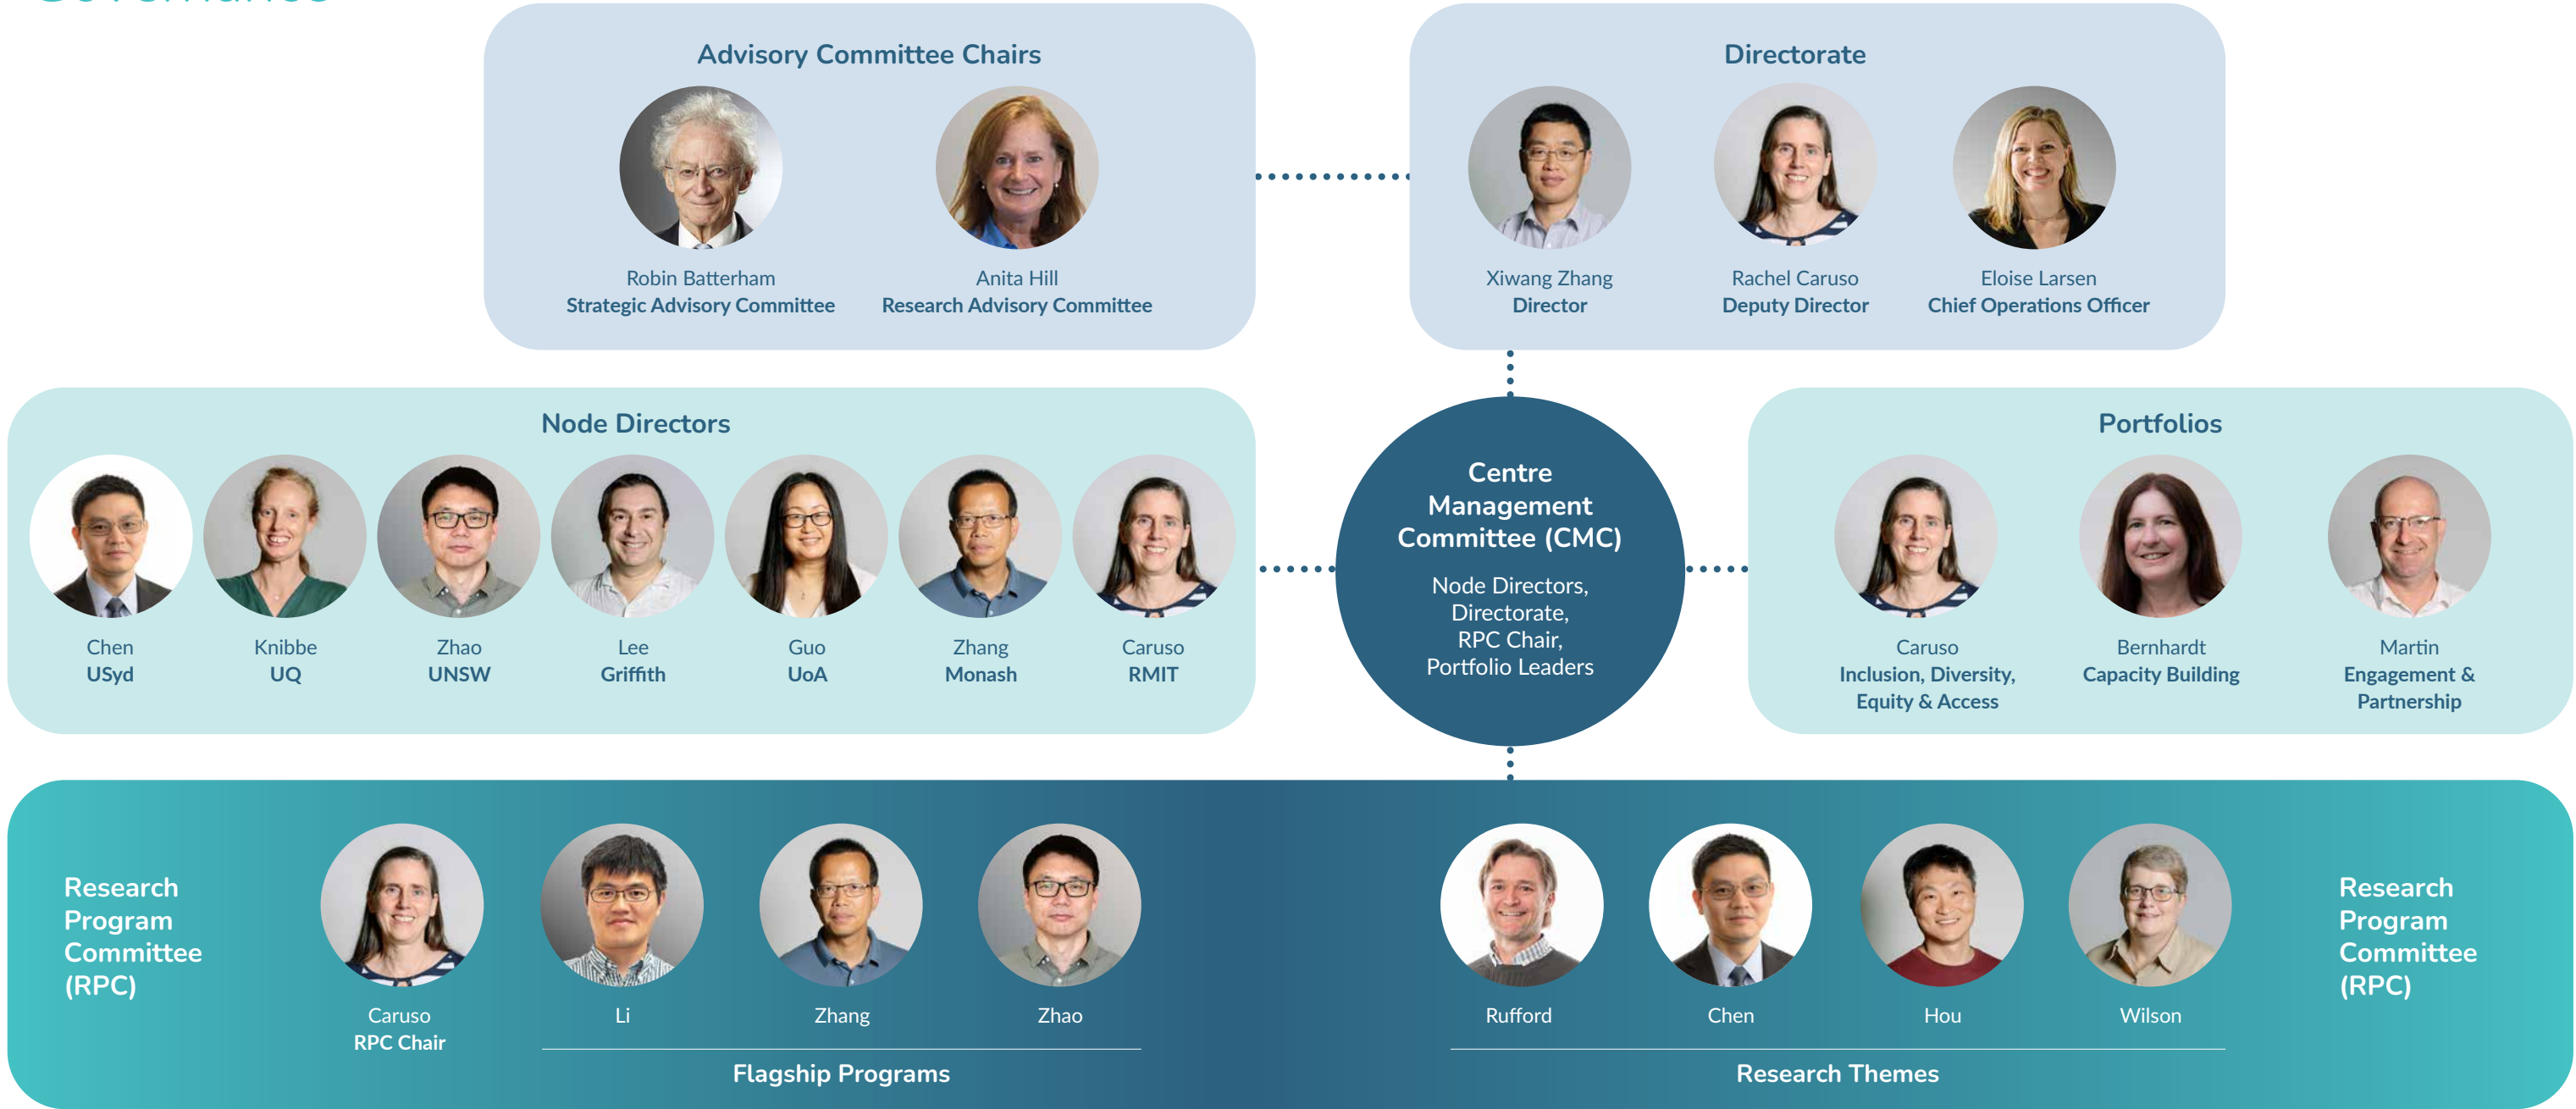 Governance
Advisory Committee Chairs
Robin Batterham
Strategic Advisory Committee
Anita Hill
Research Advisory Committee
Directorate
Xiwang Zhang
Director
Rachel Caruso
Deputy Director
Eloise Larsen
Chief Operations Officer
Node Directors
Chen
USyd
Knibbe
UQ
Zhao
UNSW
Lee
Griffith
Guo
UoA
Zhang
Monash
Caruso
RMIT
Centre
Management
Committee (CMC)
Node Directors,
Directorate,
RPC Chair,
Portfolio Leaders
Portfolios
Caruso
Inclusion, Diversity,
Equity & Access
Bernhardt
Capacity Building
Martin
Engagement &
Partnership
Research
Program
Committee
(RPC)
Caruso
RPC Chair
Li
Zhang
Zhao
Flagship Programs
Rufford
Chen
Hou
Wilson
Research Themes
Research
Program
Committee
(RPC)